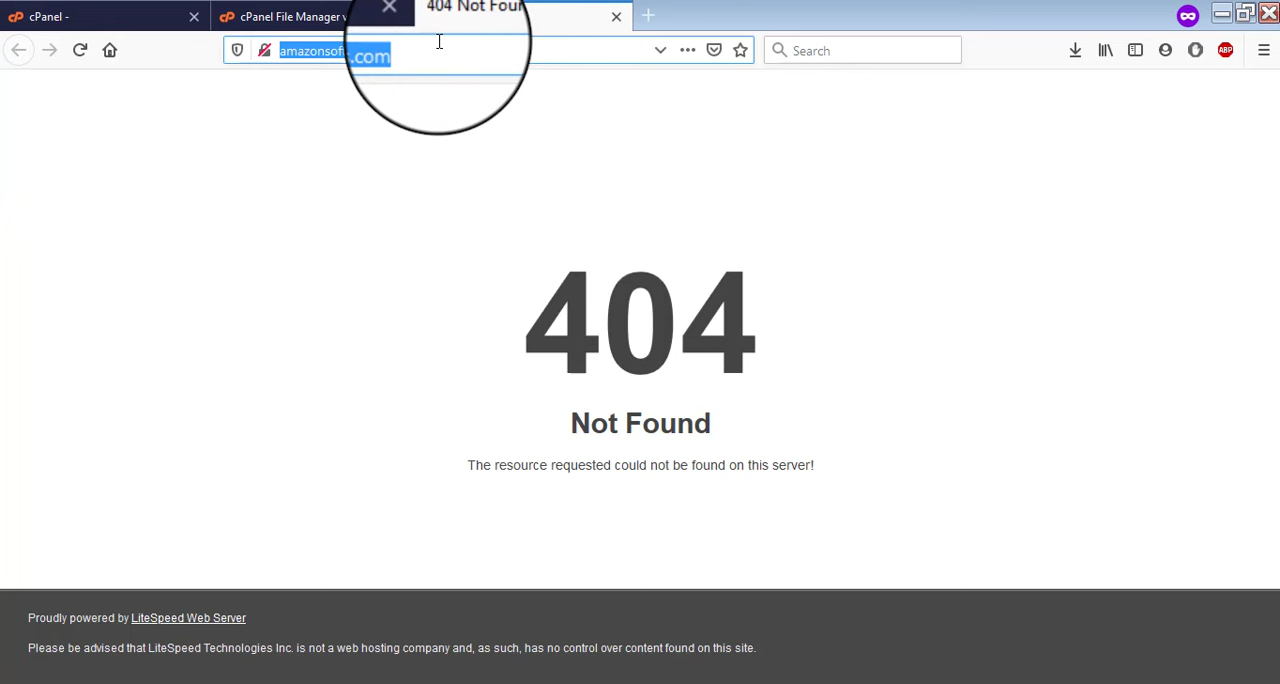 cPanel -
cPanel File Manager v
404 Not Foun
.com
Search
ABP
404
Not Found
The resource requested could not be found on this server!
Proudly powered by LiteSpeed Web Server
Please be advised that LiteSpeed Technologies Inc. is not a web hosting company and, as such, has no control over content found on this site.